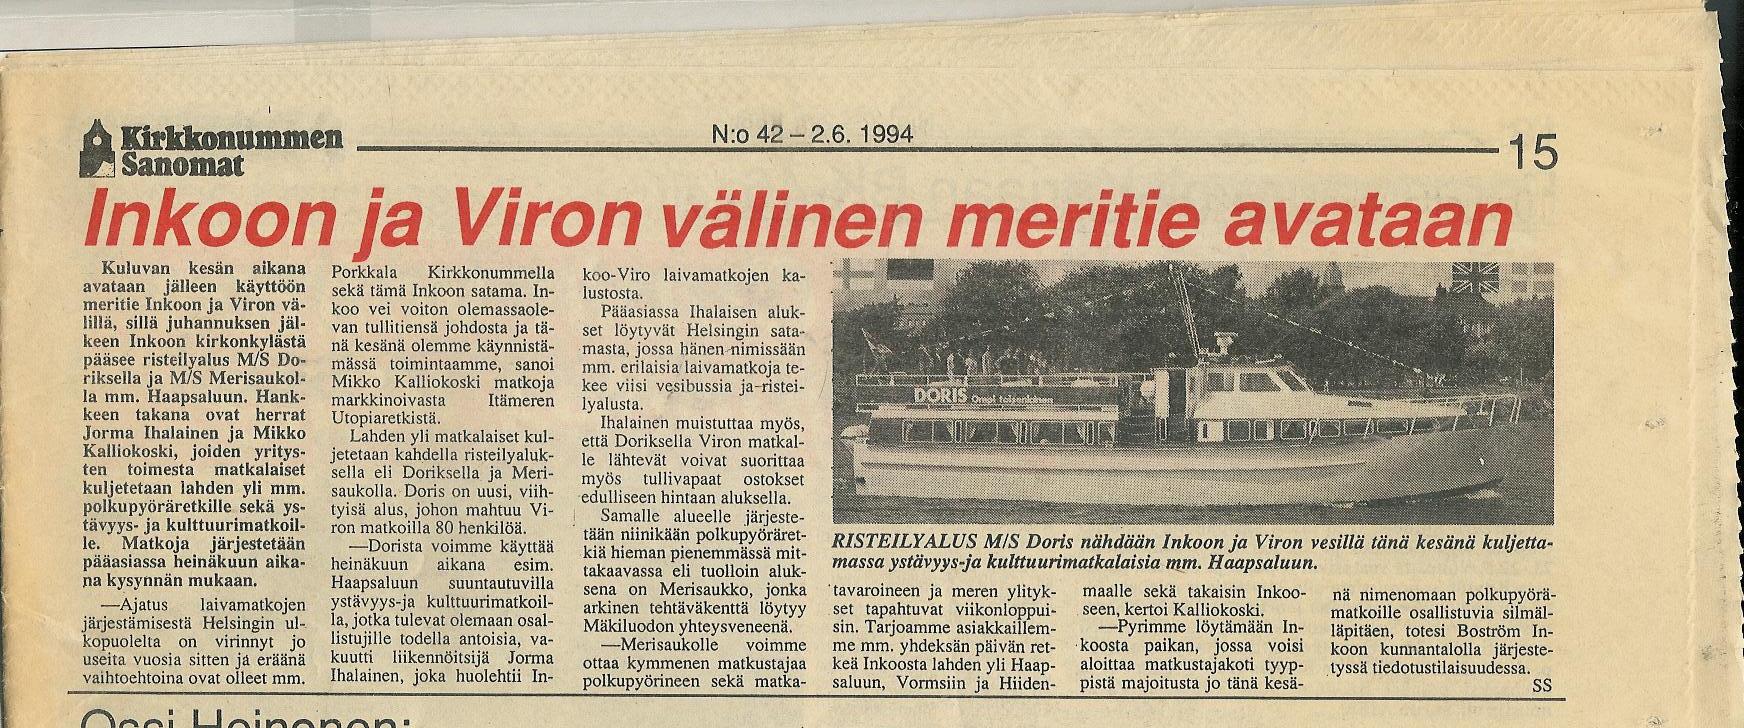 Kirkkonummen
Sanomat
N:o 42 – 2.6. 1994
15
Inkoon ja Viron välinen meritie avataan
Kuluvan kesän aikana
avataan jälleen käyttöön
meritie Inkoon ja Viron vä-
lillä, sillä juhannuksen jäl-
keen Inkoon kirkonkylästä
pääsee risteilyalus M/S Do-
riksella ja M/S Merisaukol-
la mm. Haapsaluun. Hank-
keen takana ovat herrat
Jorma Ihalainen ja Mikko
Kalliokoski, joiden yritys-
ten toimesta matkalaiset
kuljetetaan lahden yli mm.
polkupyöräretkille sekä ys-
tävyys- ja kulttuurimatkoil-
le. Matkoja järjestetään
pääasiassa heinäkuun aika-
na kysynnän mukaan.
—Ajatus laivamatkojen
järjestämisestä Helsingin ul-
kopuolelta on virinnyt jo
useita vuosia sitten ja eräänä
vaihtoehtoina ovat olleet mm.
Porkkala Kirkkonummella
sekä tämä Inkoon satama. In-
koo vei voiton olemassaole-
van tullitiensä johdosta ja tä-
nä kesänä olemme käynnistä-
mässä toimintaamme, sanoi
Mikko Kalliokoski matkoja
markkinoivasta Itämeren
Utopiaretkistä.
Lahden yli matkalaiset kul-
jetetaan kahdella risteilyaluk-
sella eli Doriksella ja Meri-
saukolla. Doris on uusi, viih-
tyisä alus, johon mahtuu Vi-
ron matkoilla 80 henkilöä.
—Dorista voimme käyttää
heinäkuun aikana esim.
Haapsaluun suuntautuvilla
ystävyys-ja kulttuurimatkoil-
la, jotka tulevat olemaan osal-
listujille todella antoisia, va-
kuutti liikennöitsijä Jorma
Ihalainen, joka huolehtii In-
koo-Viro laivamatkojen ka-
lustosta.
Pääasiassa Ihalaisen aluk-
set löytyvät Helsingin sata-
masta, jossa hänen nimissään
mm. erilaisia laivamatkoja te-
kee viisi vesibussia ja ristei-
lyalusta.
Ihalainen muistuttaa myös,
että Doriksella Viron matkal-
le lähtevät voivat suorittaa
myös tullivapaat ostokset
edulliseen hintaan aluksella.
Samalle alueelle järjeste-
tään niinikään polkupyöräret-
kiä hieman pienemmässä mit-
takaavassa eli tuolloin aluk-
sena on Merisaukko, jonka
arkinen tehtäväkenttä löytyy
Mäkiluodon yhteysveneenä.
—Merisaukolle voimme
ottaa kymmenen matkustajaa
polkupyörineen sekä matka-
DORIS Ompi toisenlainen
RISTEILYALUS M/S Doris nähdään Inkoon ja Viron vesillä tänä kesänä kuljetta-
massa ystävyys-ja kulttuurimatkalaisia mm. Haapsaluun.
tavaroineen ja meren ylityk-
set tapahtuvat viikonloppui-
sin. Tarjoamme asiakkaillem-
me mm. yhdeksän päivän ret-
keä Inkoosta lahden yli Haap-
saluun, Vormsiin ja Hiiden-
maalle sekä takaisin Inkoo-
seen, kertoi Kalliokoski.
—Pyrimme löytämään In-
koosta paikan, jossa voisi
aloittaa matkustajakoti tyyp-
pistä majoitusta jo tänä kesä-
nä nimenomaan polkupyörä-
matkoille osallistuvia silmäl-
läpitäen, totesi Boström In-
koon kunnantalolla järjeste-
tyssä tiedotustilaisuudessa.
SS
Ossi Heinonen: